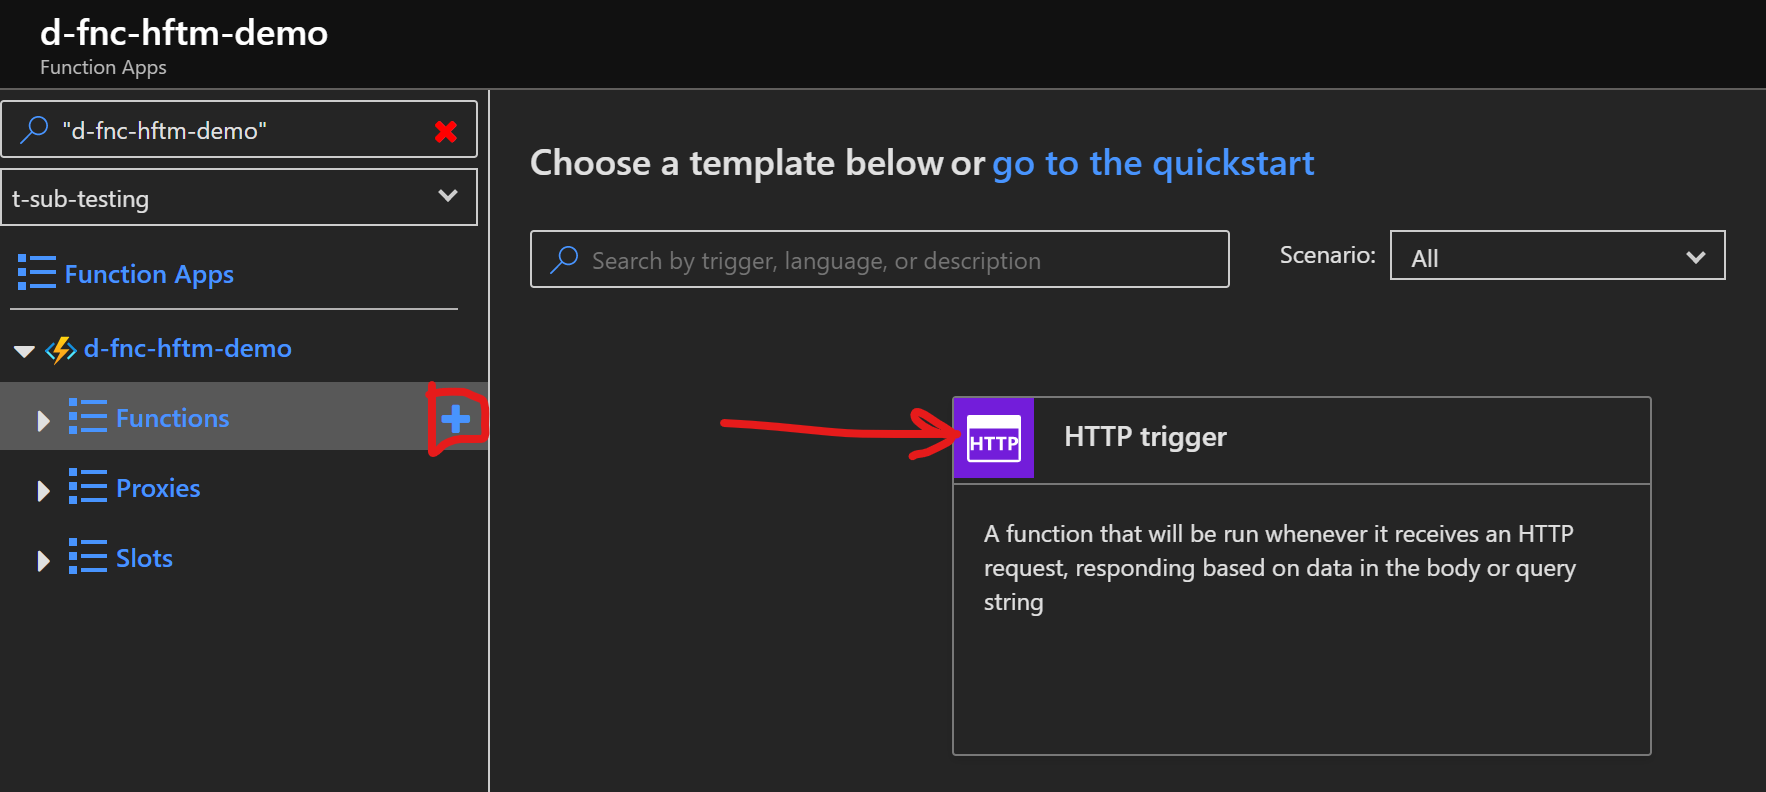 d-fnc-hftm-demo
Function Apps
"d-fnc-hftm-demo"
t-sub-testing
Function Apps
d-fnc-hftm-demo
Functions
Proxies
Slots
Choose a template below or go to the quickstart
Search by trigger, language, or description
Scenario:
All
HTTP
HTTP trigger
A function that will be run whenever it receives an HTTP
request, responding based on data in the body or query
string